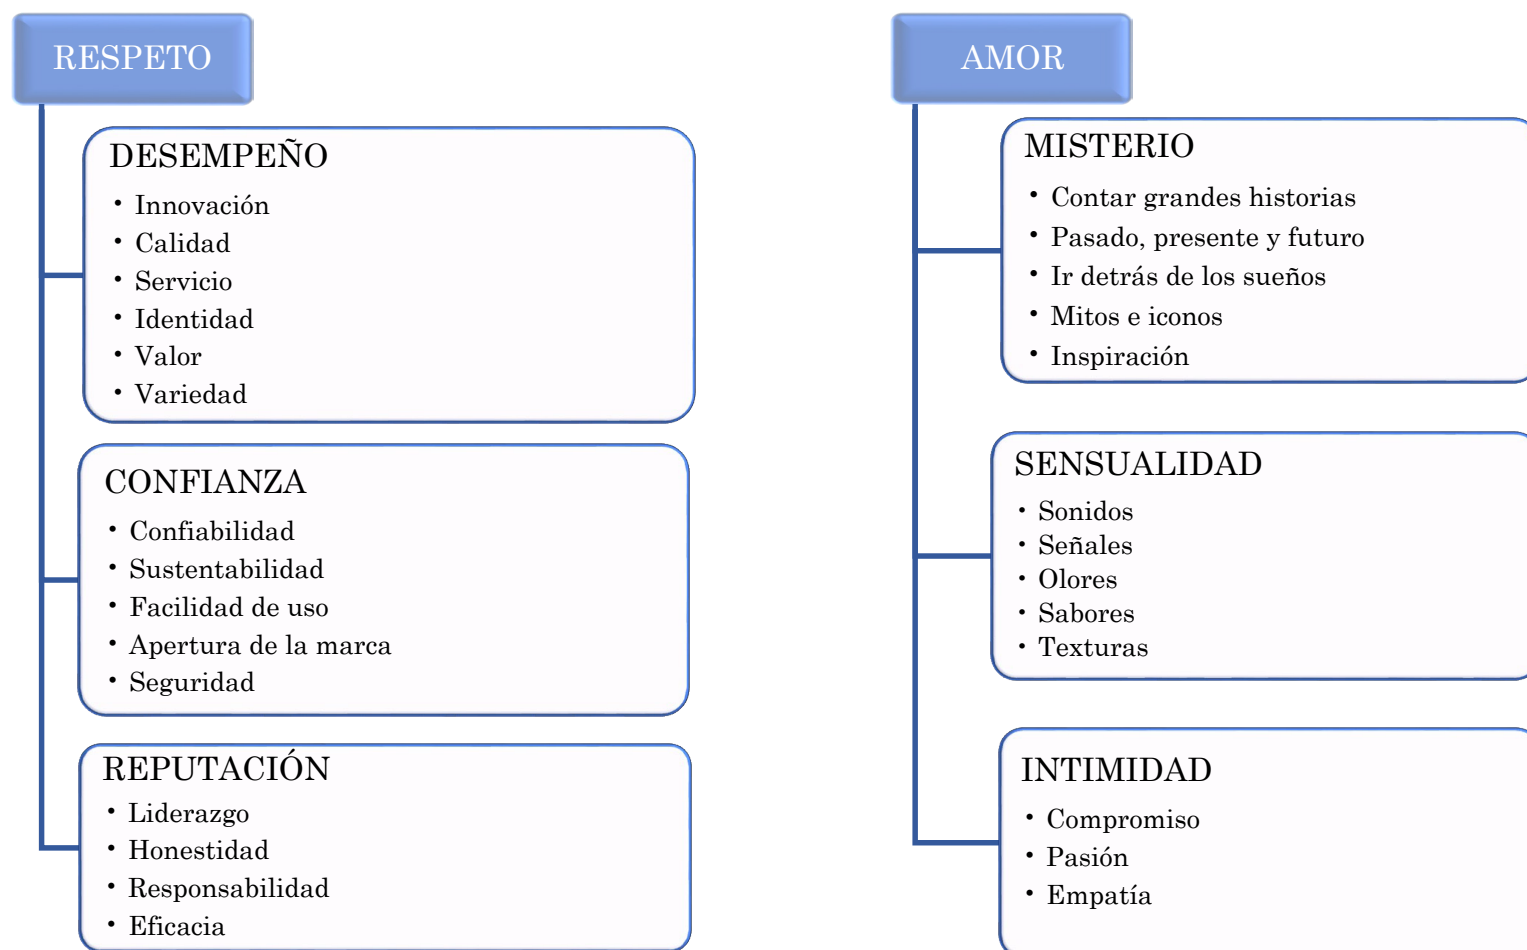 RESPETO
DESEMPEÑO
• Innovación
• Calidad
• Servicio
• Identidad
• Valor
• Variedad
CONFIANZA
• Confiabilidad
• Sustentabilidad
• Facilidad de uso
• Apertura de la marca
• Seguridad
REPUTACIÓN
• Liderazgo
• Honestidad
• Responsabilidad
• Eficacia
AMOR
MISTERIO
• Contar grandes historias
• Pasado, presente y futuro
• Ir detrás de los sueños
• Mitos e iconos
• Inspiración
SENSUALIDAD
• Sonidos
• Señales
• Olores
• Sabores
• Texturas
INTIMIDAD
• Compromiso
• Pasión
• Empatía